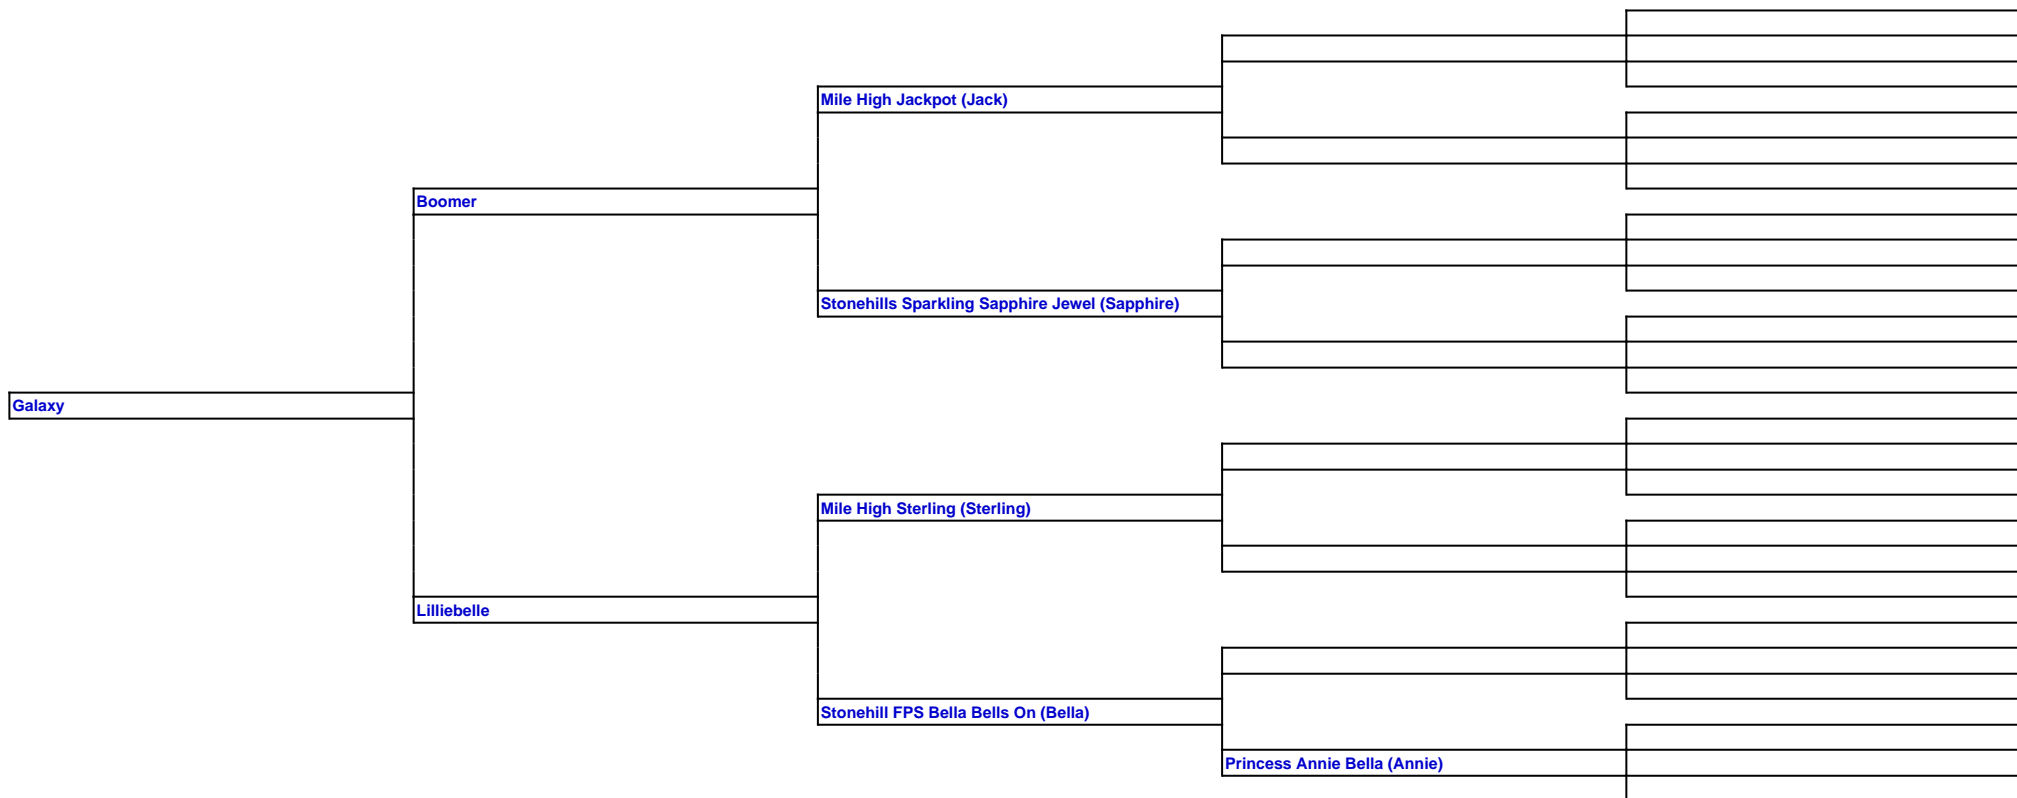 Mile High Jackpot (Jack)
Boomer
Stonehills Sparkling Sapphire Jewel (Sapphire)
Galaxy
Mile High Sterling (Sterling)
Lilliebelle
Stonehill FPS Bella Bells On (Bella)
Princess Annie Bella (Annie)